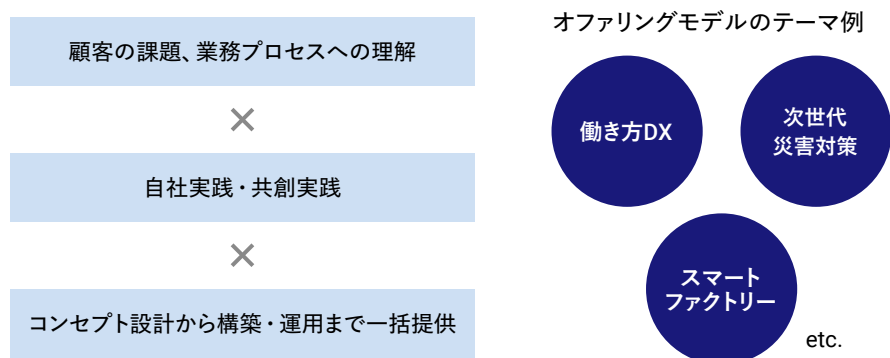 顧客の課題、業務プロセスへの理解
×
自社実践・共創実践
×
コンセプト設計から構築・運用まで一括提供
オファリングモデルのテーマ例
働き方DX
次世代
災害対策
スマート
ファクトリー
etc.